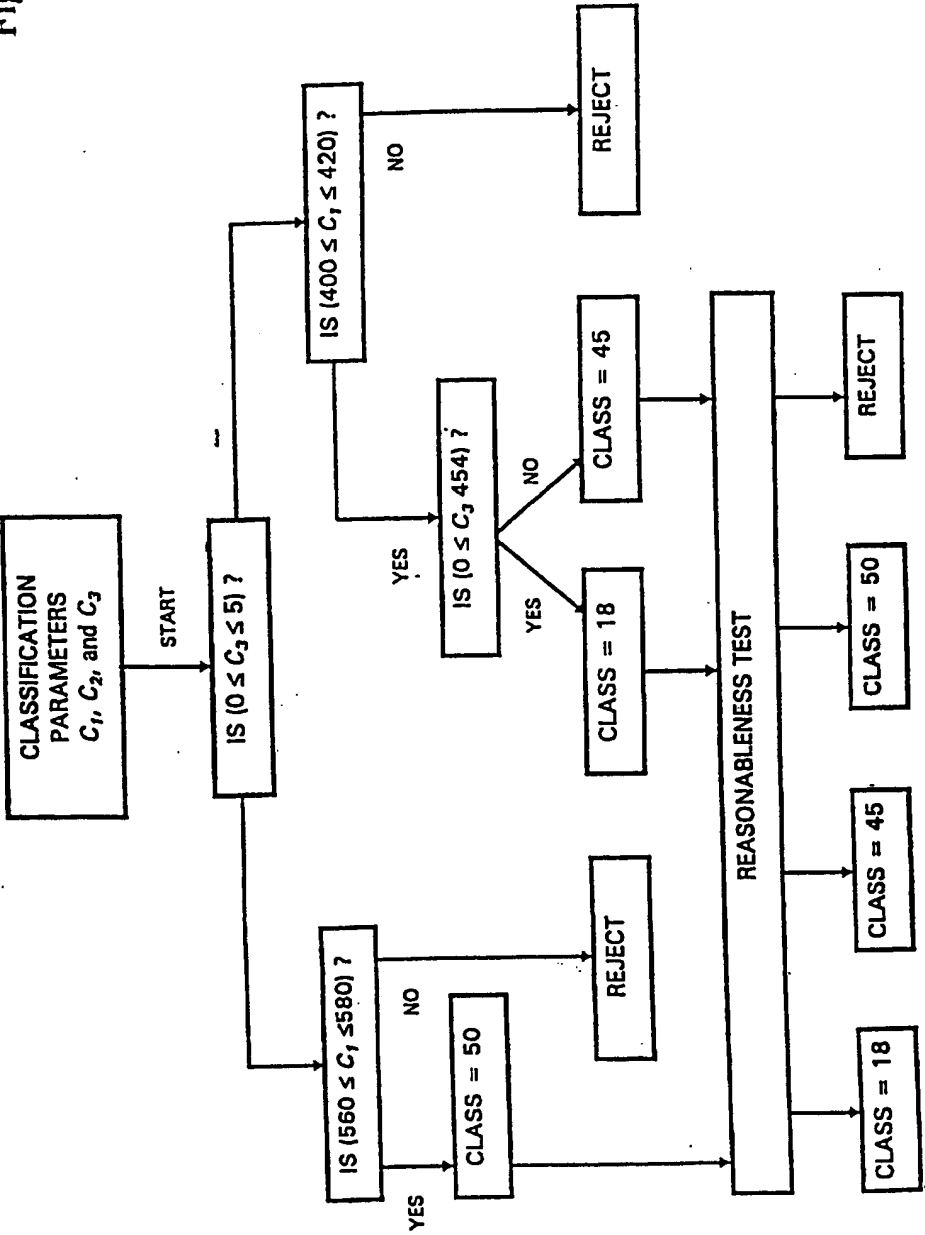 CLASSIFICATION
PARAMETERS
C₁, C₂, and C₃
START
IS (0 ≤ C₃ ≤ 5) ?
IS (560 ≤ C₁ ≤580) ?
IS (400 ≤ C₁ ≤ 420) ?
YES
NO
YES
NO
CLASS = 50
REJECT
IS (0 ≤ C₃ 454) ?
YES
NO
CLASS = 18
CLASS = 45
REJECT
REASONABLENESS TEST
CLASS = 18
CLASS = 45
CLASS = 50
REJECT